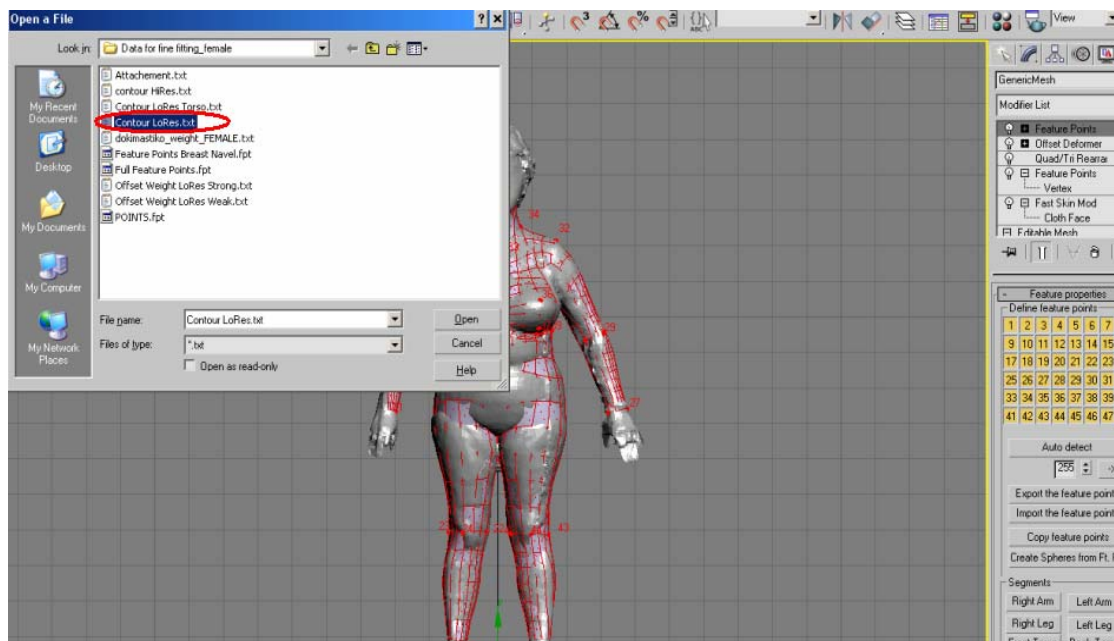 Open a File
Look in:
Data for fine fitting_female
My Recent
Documents
Desktop
My Documents
My Computer
My Network
Places
Attachement.txt
contour HiRes.txt
Contour LoRes Torso.txt
Contour LoRes.txt
dokimastiko_weight_FEMALE.txt
Feature Points Breast Navel.fpt
Full Feature Points.fpt
Offset Weight LoRes Strong.txt
Offset Weight LoRes Weak.txt
POINTS.fpt
File name:
Contour LoRes.txt
Open
Files of type:
*.txt
Cancel
Open as read-only
Help
ABC
View
34
32
29
27
43
GenericMesh
Modifier List
Feature Points
Offset Deformer
Quad/Tri Rearrar
Feature Points
Vertex
Fast Skin Mod
Cloth Face
Editable Mesh
Feature properties
Define feature points
1 2 3 4 5 6 7
9 10 11 12 13 14 15
17 18 19 20 21 22 23
25 26 27 28 29 30 31
33 34 35 36 37 38 39
41 42 43 44 45 46 47
Auto detect
255
Export the feature point
Import the feature point
Copy feature points
Create Spheres from Ft.
Segments
Right Arm
Left Arm
Right Leg
Left Leg